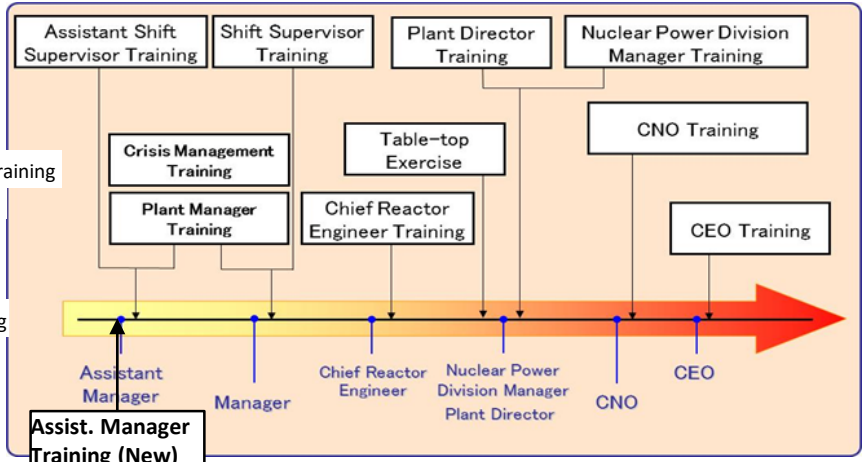 Assistant Shift
Supervisor Training
Shift Supervisor
Training
Plant Director
Training
Nuclear Power Division
Manager Training
CNO Training
Table-top
Exercise
Crisis Management
Training
raining
Plant Manager
Training
Chief Reactor
Engineer Training
CEO Training
g
Assistant
Manager
Manager
Chief Reactor
Engineer
Nuclear Power
Division Manager
Plant Director
CNO
CEO
Assist. Manager
Training (New)